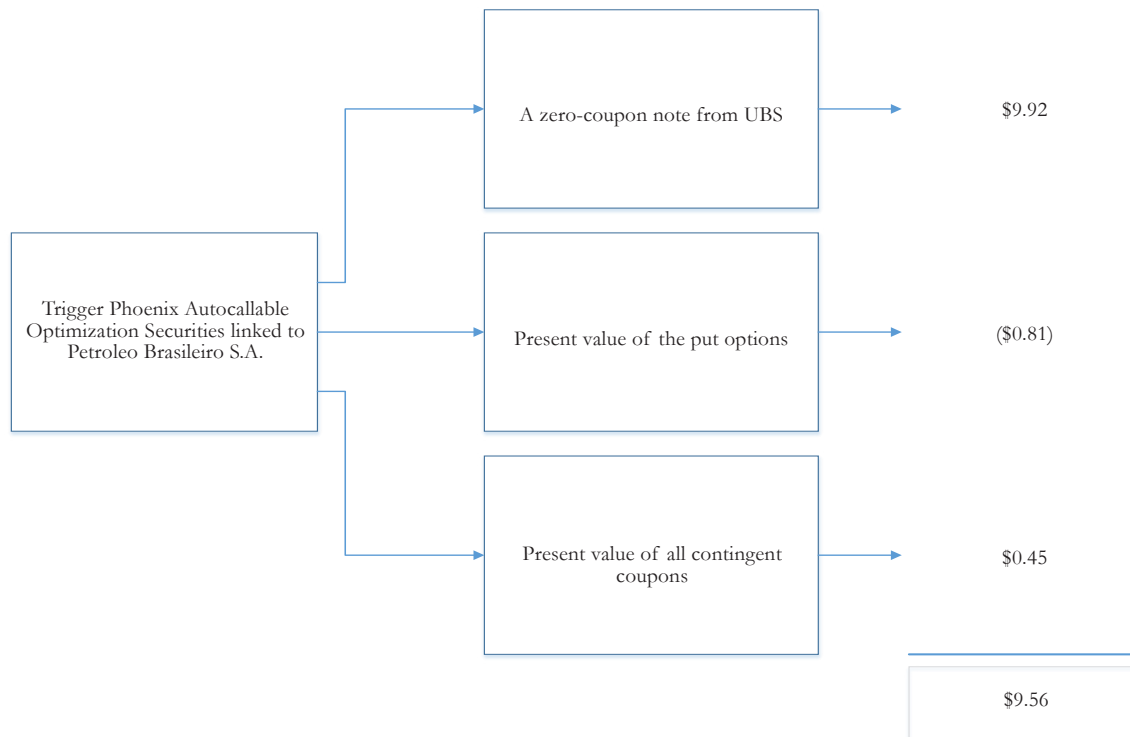 A zero-coupon note from UBS
$9.92
Trigger Phoenix Autocallable
Optimization Securities linked to
Petroleo Brasileiro S.A.
Present value of the put options
($0.81)
Present value of all contingent
coupons
$0.45
$9.56